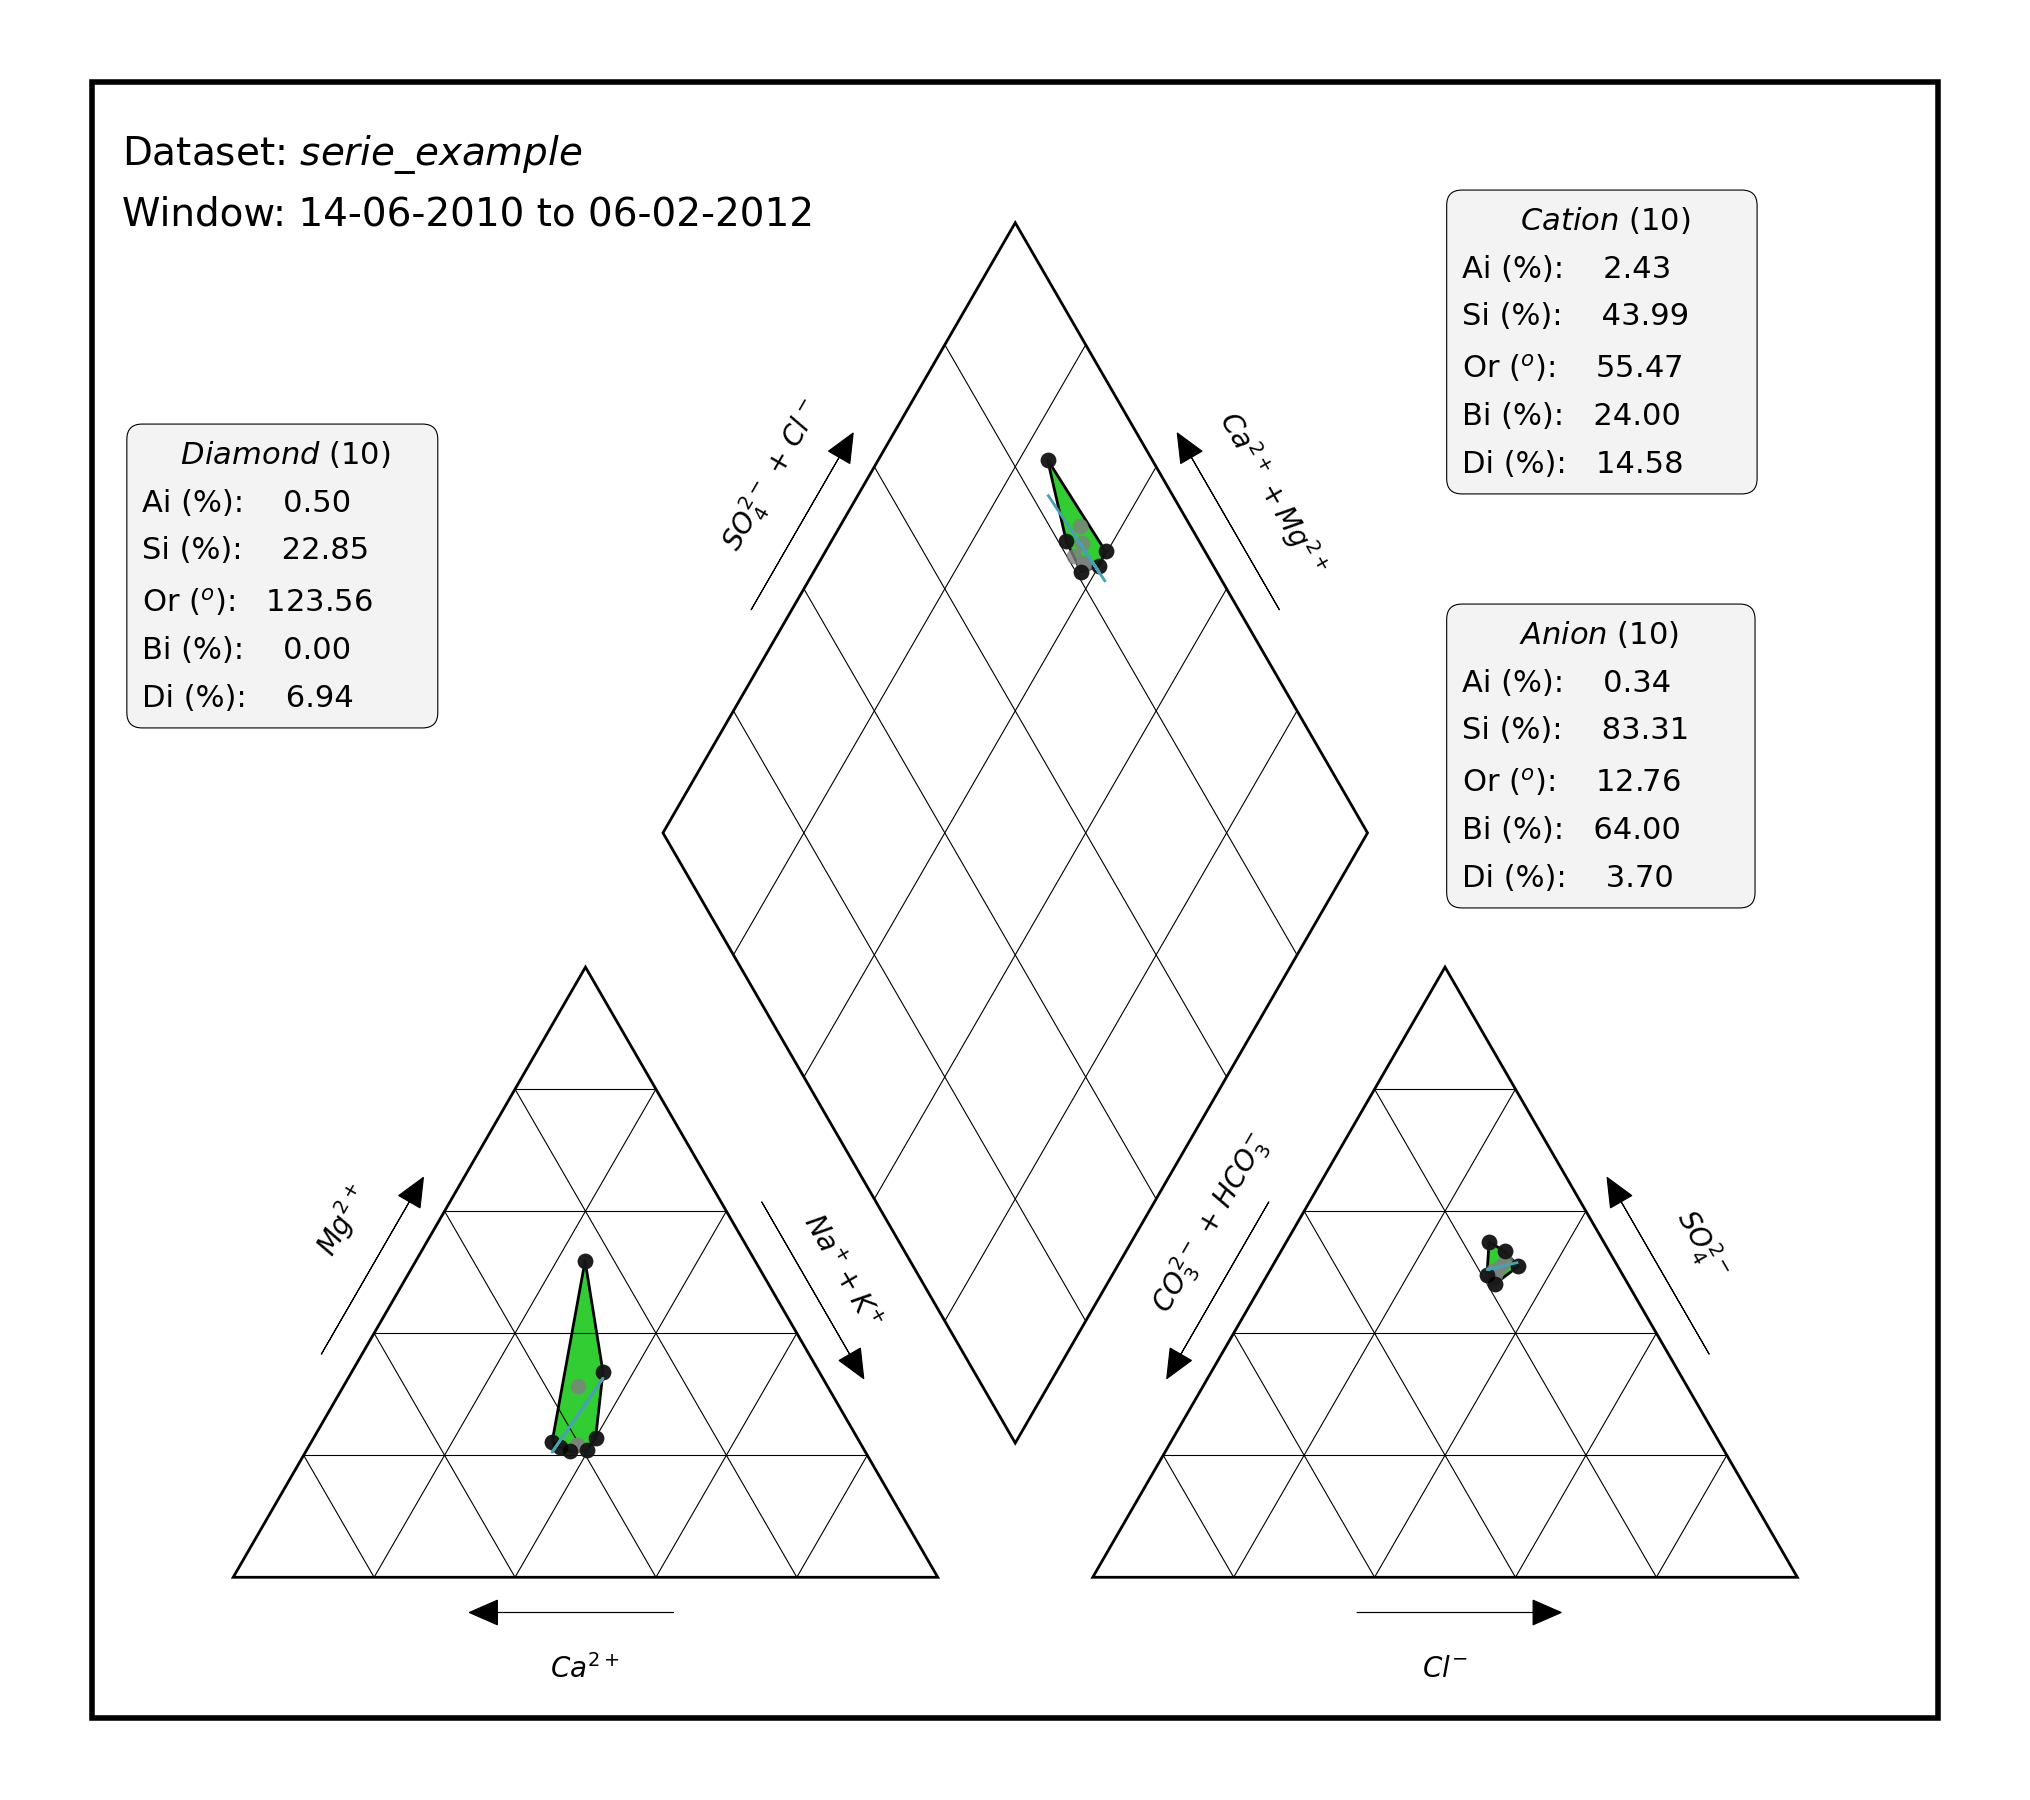 Dataset: serie_example
Window: 14-06-2010 to 06-02-2012
Cation (10)
Ai (%): 2.43
Si (%): 43.99
Or (°): 55.47
Bi (%): 24.00
Di (%): 14.58
Diamond (10)
Ai (%): 0.50
Si (%): 22.85
Or (°): 123.56
Bi (%): 0.00
Di (%): 6.94
SO₄²⁻ + Cl⁻
Ca²⁺ + Mg²⁺
Anion (10)
Ai (%): 0.34
Si (%): 83.31
Or (°): 12.76
Bi (%): 64.00
Di (%): 3.70
Mg²⁺
Na⁺ + K⁺
CO₃²⁻ + HCO₃⁻
SO₄²⁻
Ca²⁺
Cl⁻